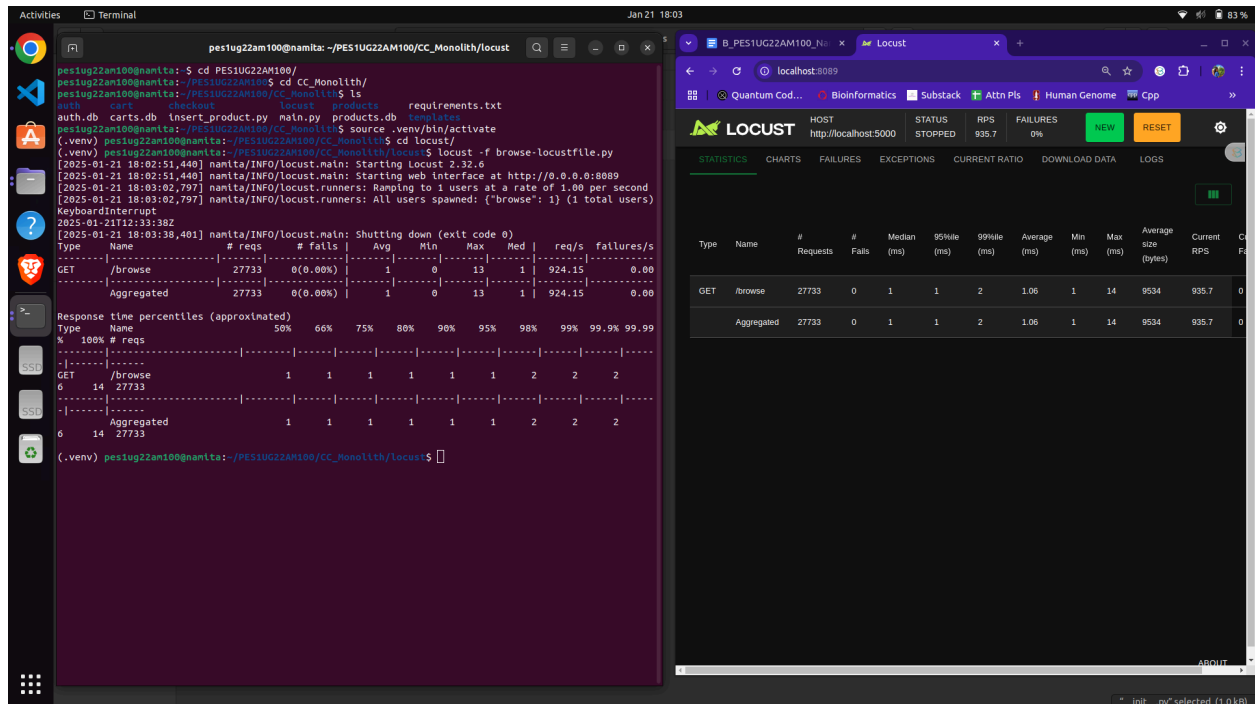 Activities
Terminal
Jan 21 18:03
83 %
pes1ug22am100@namita: ~/PES1UG22AM100/CC_Monolith/locust
pes1ug22am100@namita:~$ cd PES1UG22AM100/
pes1ug22am100@namita:~/PES1UG22AM100$ cd CC_Monolith/
pes1ug22am100@namita:~/PES1UG22AM100/CC_Monolith$ ls
auth cart checkout locust products requirements.txt
auth.db carts.db insert_product.py main.py products.db templates
pes1ug22am100@namita:~/PES1UG22AM100/CC_Monolith$ source .venv/bin/activate
(.venv) pes1ug22am100@namita:~/PES1UG22AM100/CC_Monolith$ cd locust/
(.venv) pes1ug22am100@namita:~/PES1UG22AM100/CC_Monolith/locust$ locust -f browse-locustfile.py
[2025-01-21 18:02:51,440] namita/INFO/locust.main: Starting Locust 2.32.6
[2025-01-21 18:02:51,440] namita/INFO/locust.main: Starting web interface at http://0.0.0.0:8089
[2025-01-21 18:03:02,797] namita/INFO/locust.runners: Ramping to 1 users at a rate of 1.00 per second
[2025-01-21 18:03:02,797] namita/INFO/locust.runners: All users spawned: {"browse": 1} (1 total users)
KeyboardInterrupt
2025-01-21T12:33:38Z
[2025-01-21 18:03:38,401] namita/INFO/locust.main: Shutting down (exit code 0)
Type Name # reqs # fails | Avg Min Max Med | req/s failures/s
--------|----------------------|-------|-------------|-------|-------|-------|-------|--------|-----------
GET /browse 27733 0(0.00%) | 1 0 13 1 | 924.15 0.00
--------|----------------------|-------|-------------|-------|-------|-------|-------|--------|-----------
Aggregated 27733 0(0.00%) | 1 0 13 1 | 924.15 0.00
Response time percentiles (approximated)
Type Name 50% 66% 75% 80% 90% 95% 98% 99% 99.9% 99.99
% 100% # reqs
--------|----------------------|--------|------|------|------|------|------|------|------|------|-----
-|------|------
GET /browse 1 1 1 1 1 1 2 2 2
6 14 27733
--------|----------------------|--------|------|------|------|------|------|------|------|------|-----
-|------|------
Aggregated 1 1 1 1 1 1 2 2 2
6 14 27733
(.venv) pes1ug22am100@namita:~/PES1UG22AM100/CC_Monolith/locust$
SSD
SSD
B_PES1UG22AM100_Na
Locust
localhost:8089
Quantum Cod...
Bioinformatics
Substack
Attn Pls
Human Genome
Cpp
»
LOCUST
HOST
http://localhost:5000
STATUS
STOPPED
RPS
935.7
FAILURES
0%
NEW
RESET
STATISTICS CHARTS FAILURES EXCEPTIONS CURRENT RATIO DOWNLOAD DATA LOGS
Type Name # Requests # Fails Median (ms) 95%ile (ms) 99%ile (ms) Average (ms) Min (ms) Max (ms) Average size (bytes) Current RPS
GET /browse 27733 0 1 1 2 1.06 1 14 9534 935.7 0
Aggregated 27733 0 1 1 2 1.06 1 14 9534 935.7 0
ABOUT
py" selected (1.0 kB)